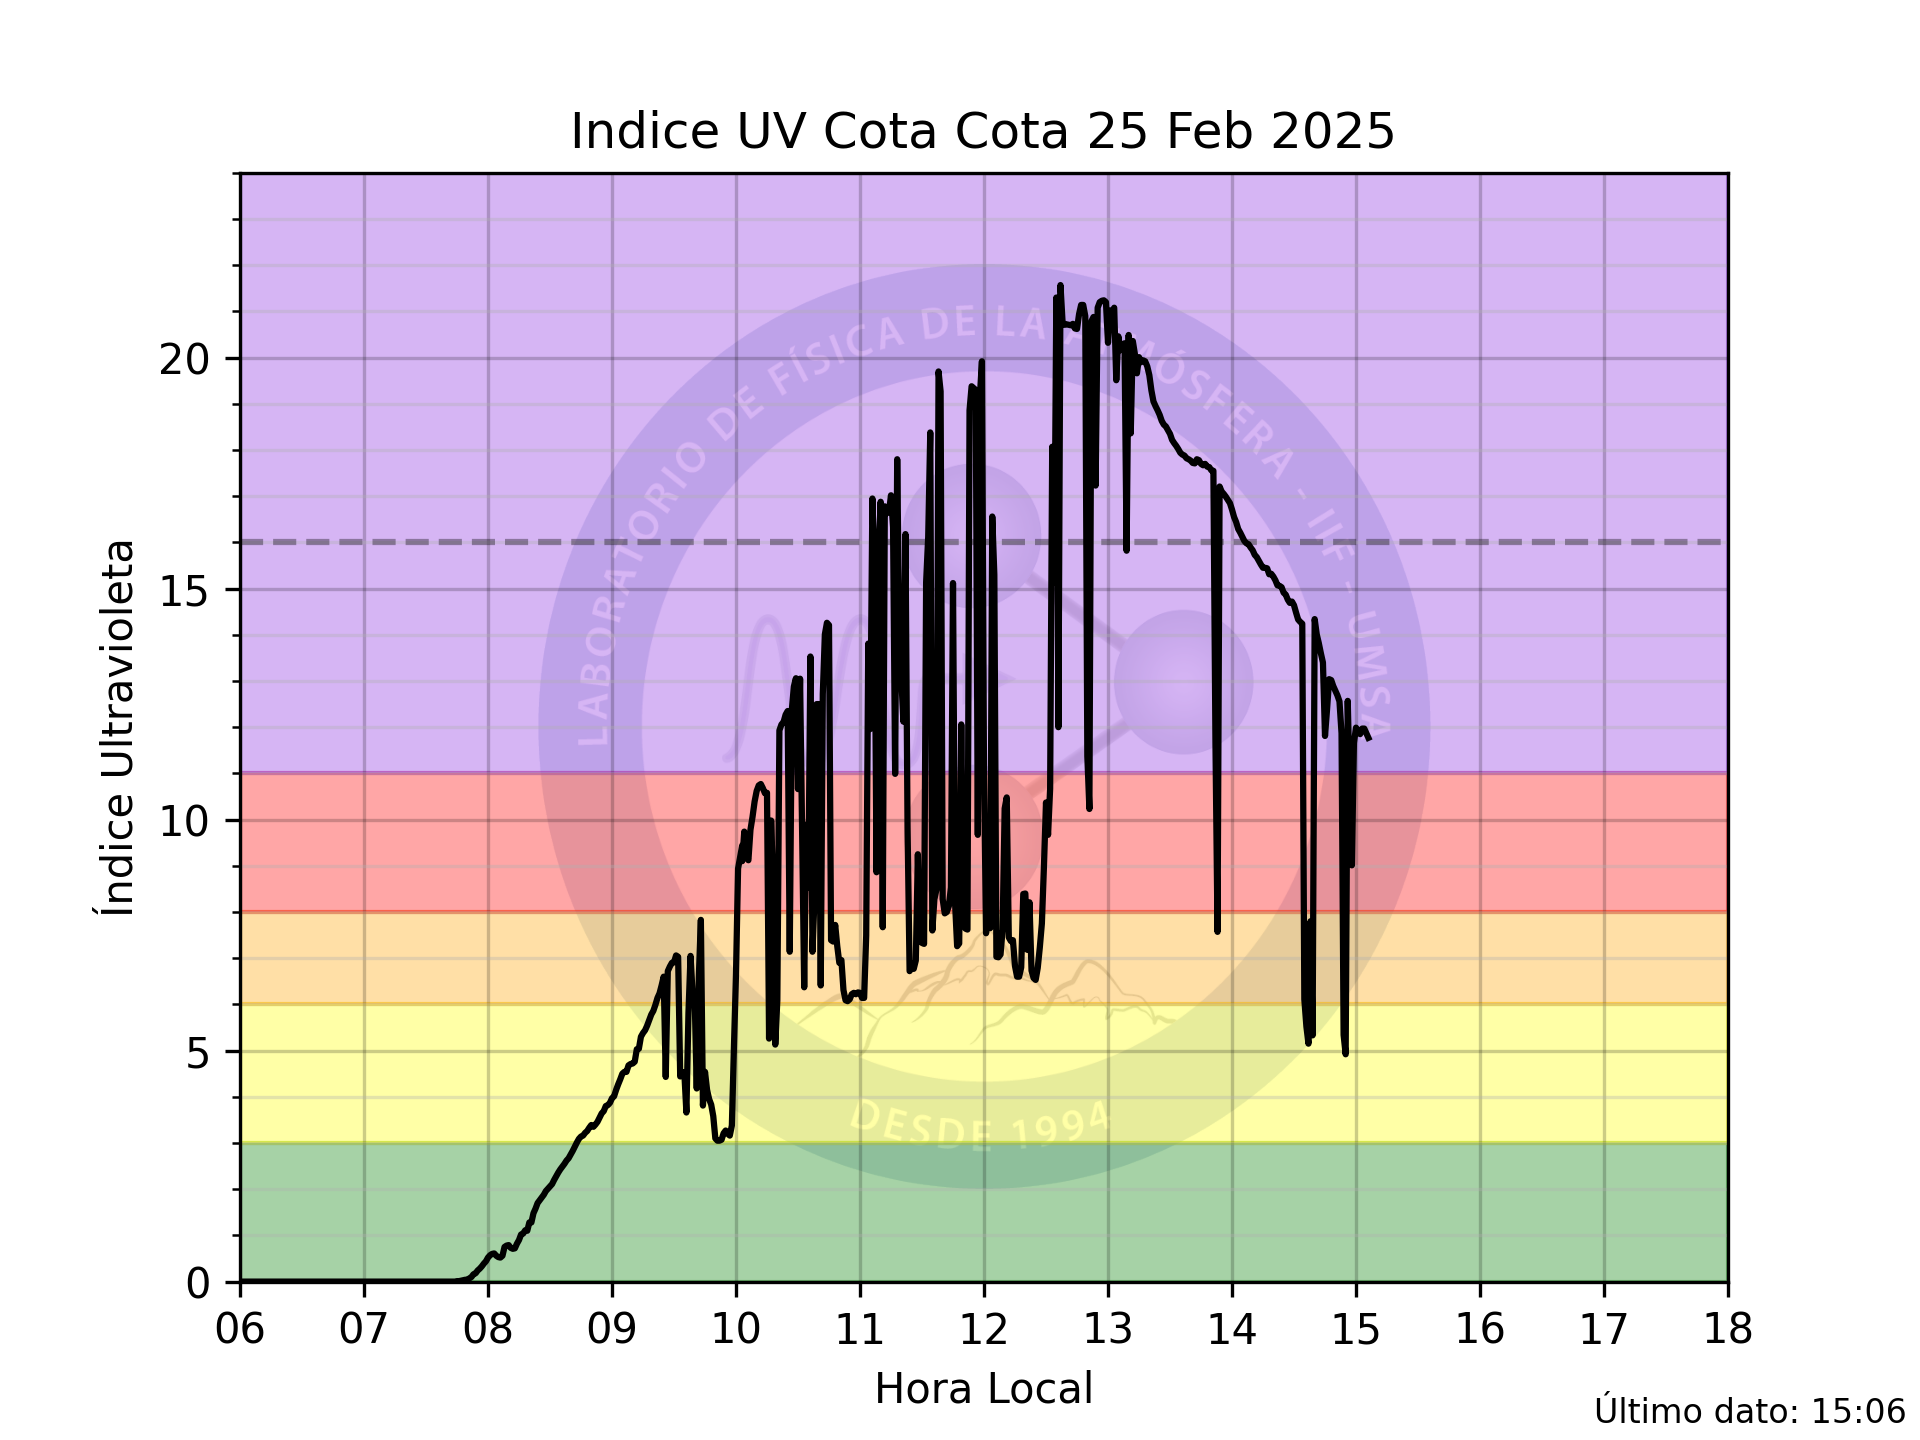 Indice UV Cota Cota 25 Feb 2025
Índice Ultravioleta
20
15
10
5
0
LABORATORIO DE FÍSICA DE LA ATMÓSFERA - IIF - UMSA
DESDE 1994
06 07 08 09 10 11 12 13 14 15 16 17 18
Hora Local
Último dato: 15:06